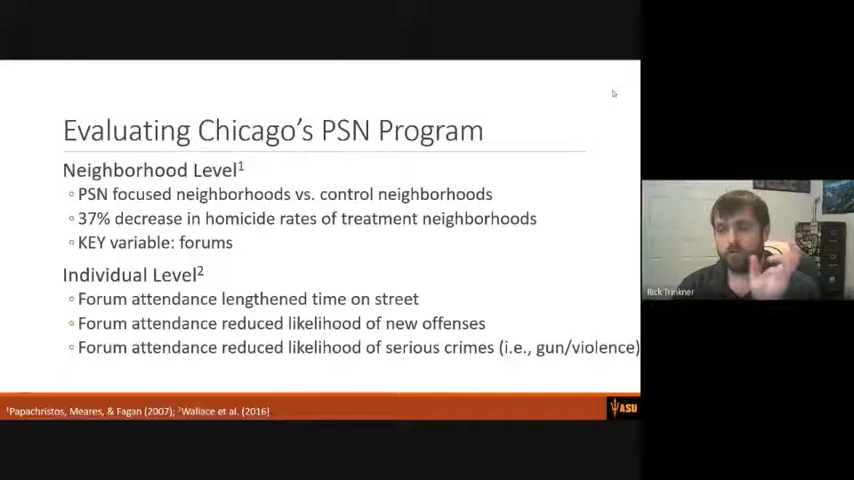 Evaluating Chicago's PSN Program
Neighborhood Level¹
◦ PSN focused neighborhoods vs. control neighborhoods
◦ 37% decrease in homicide rates of treatment neighborhoods
◦ KEY variable: forums
Individual Level²
◦ Forum attendance lengthened time on street
◦ Forum attendance reduced likelihood of new offenses
◦ Forum attendance reduced likelihood of serious crimes (i.e., gun/violence)
¹Papachristos, Meares, & Fagan (2007); ²Wallace et al. (2016)
ASU
Rick Trinkner